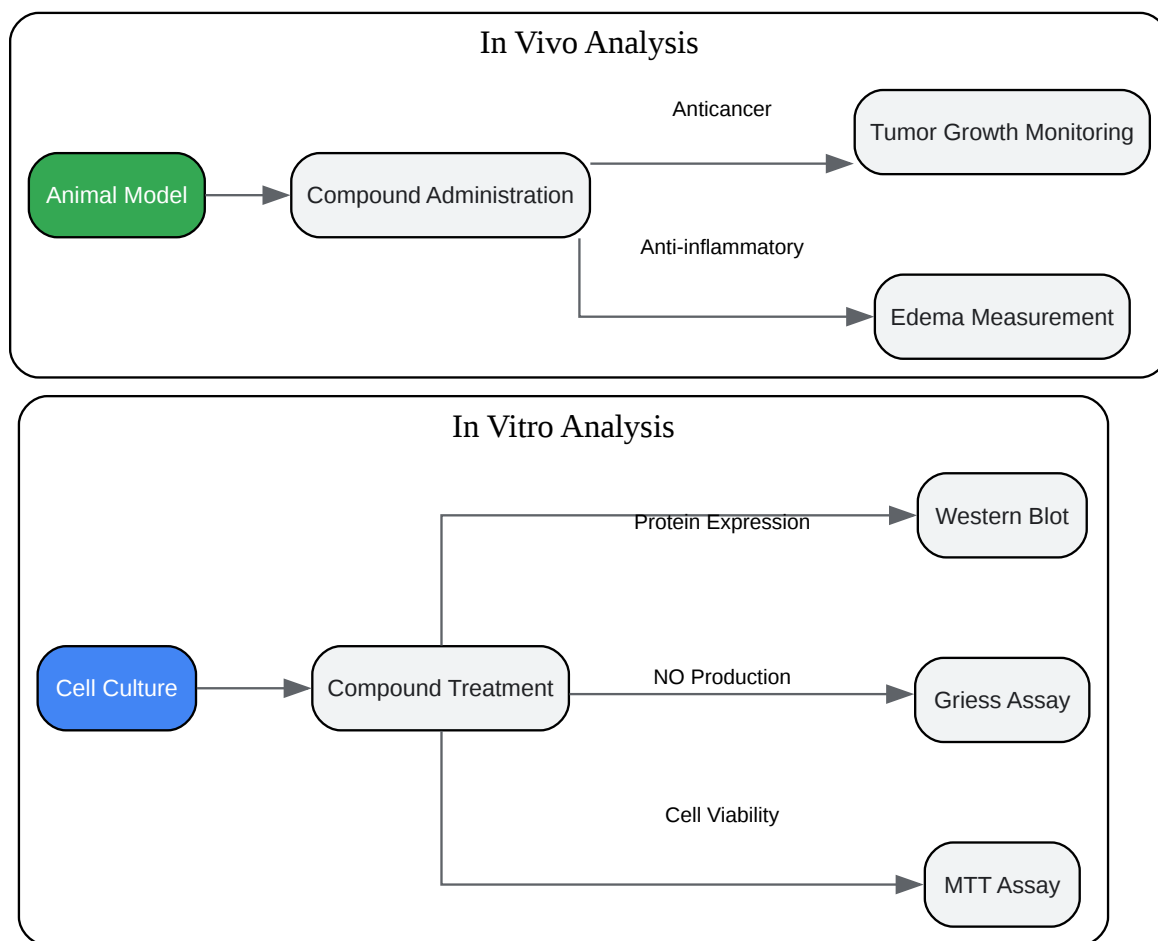 In Vivo Analysis
Anticancer
Tumor Growth Monitoring
Animal Model
Compound Administration
Anti-inflammatory
Edema Measurement
In Vitro Analysis
Protein Expression
Western Blot
Cell Culture
Compound Treatment
NO Production
Griess Assay
Cell Viability
MTT Assay